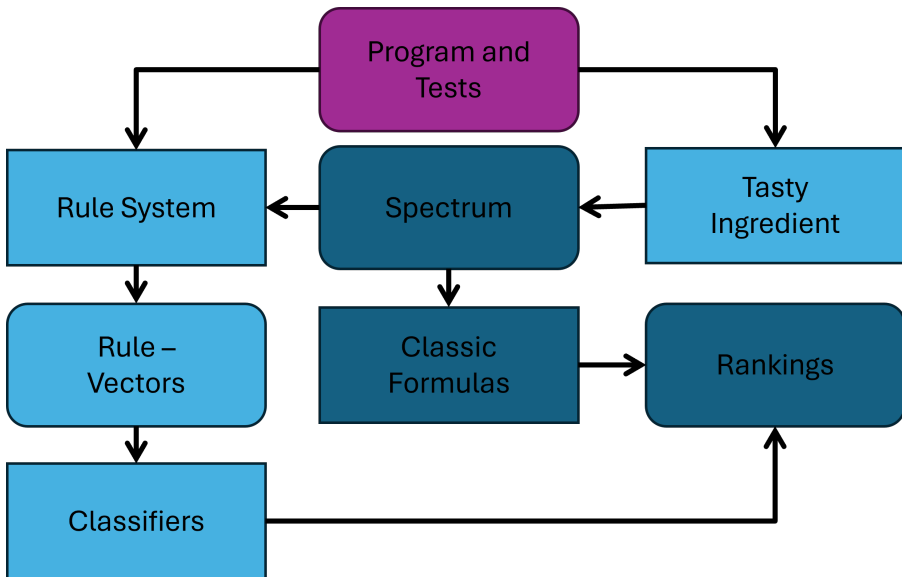 Program and
Tests
Rule System
Spectrum
Tasty
Ingredient
Rule –
Vectors
Classic
Formulas
Rankings
Classifiers